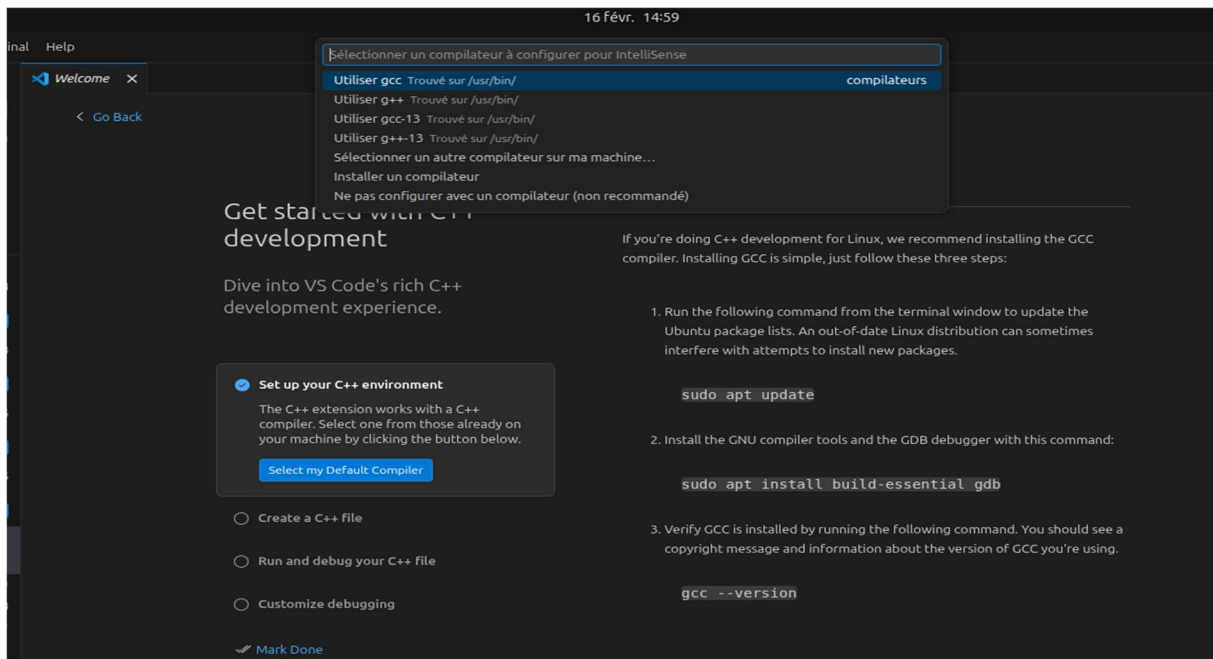 16 févr. 14:59
inal Help
Sélectionner un compilateur à configurer pour IntelliSense
Welcome
Utiliser gcc Trouvé sur /usr/bin/ compilateurs
Utiliser g++ Trouvé sur /usr/bin/
Utiliser gcc-13 Trouvé sur /usr/bin/
Utiliser g++-13 Trouvé sur /usr/bin/
Sélectionner un autre compilateur sur ma machine...
Installer un compilateur
Ne pas configurer avec un compilateur (non recommandé)
< Go Back
Get started with C++
development
Dive into VS Code's rich C++
development experience.
Set up your C++ environment
The C++ extension works with a C++
compiler. Select one from those already on
your machine by clicking the button below.
Select my Default Compiler
Create a C++ file
Run and debug your C++ file
Customize debugging
Mark Done
If you're doing C++ development for Linux, we recommend installing the GCC
compiler. Installing GCC is simple, just follow these three steps:
1. Run the following command from the terminal window to update the
Ubuntu package lists. An out-of-date Linux distribution can sometimes
interfere with attempts to install new packages.
sudo apt update
2. Install the GNU compiler tools and the GDB debugger with this command:
sudo apt install build-essential gdb
3. Verify GCC is installed by running the following command. You should see a
copyright message and information about the version of GCC you're using.
gcc --version